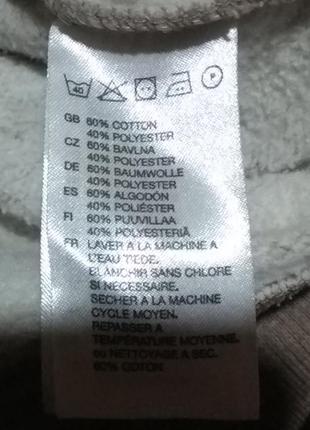 40 P
GB 60% COTTON
40% POLYESTER
CZ 60% BAVLNA
40% POLYESTER
DE 60% BAUMWOLLE
40% POLYESTER
ES 60% ALGODÓN
40% POLIÉSTER
FI 60% PUUVILLAA
40% POLYESTERIÄ
FR LAVER A LA MACHINE A
L'EAU TIEDE.
BLANCHIR SANS CHLORE
SI NECESSAIRE.
SECHER A LA MACHINE
CYCLE MOYEN.
REPASSER A
TEMPÉRATURE MOYENNE.
ou NETTOYAGE A SEC.
60% COTON